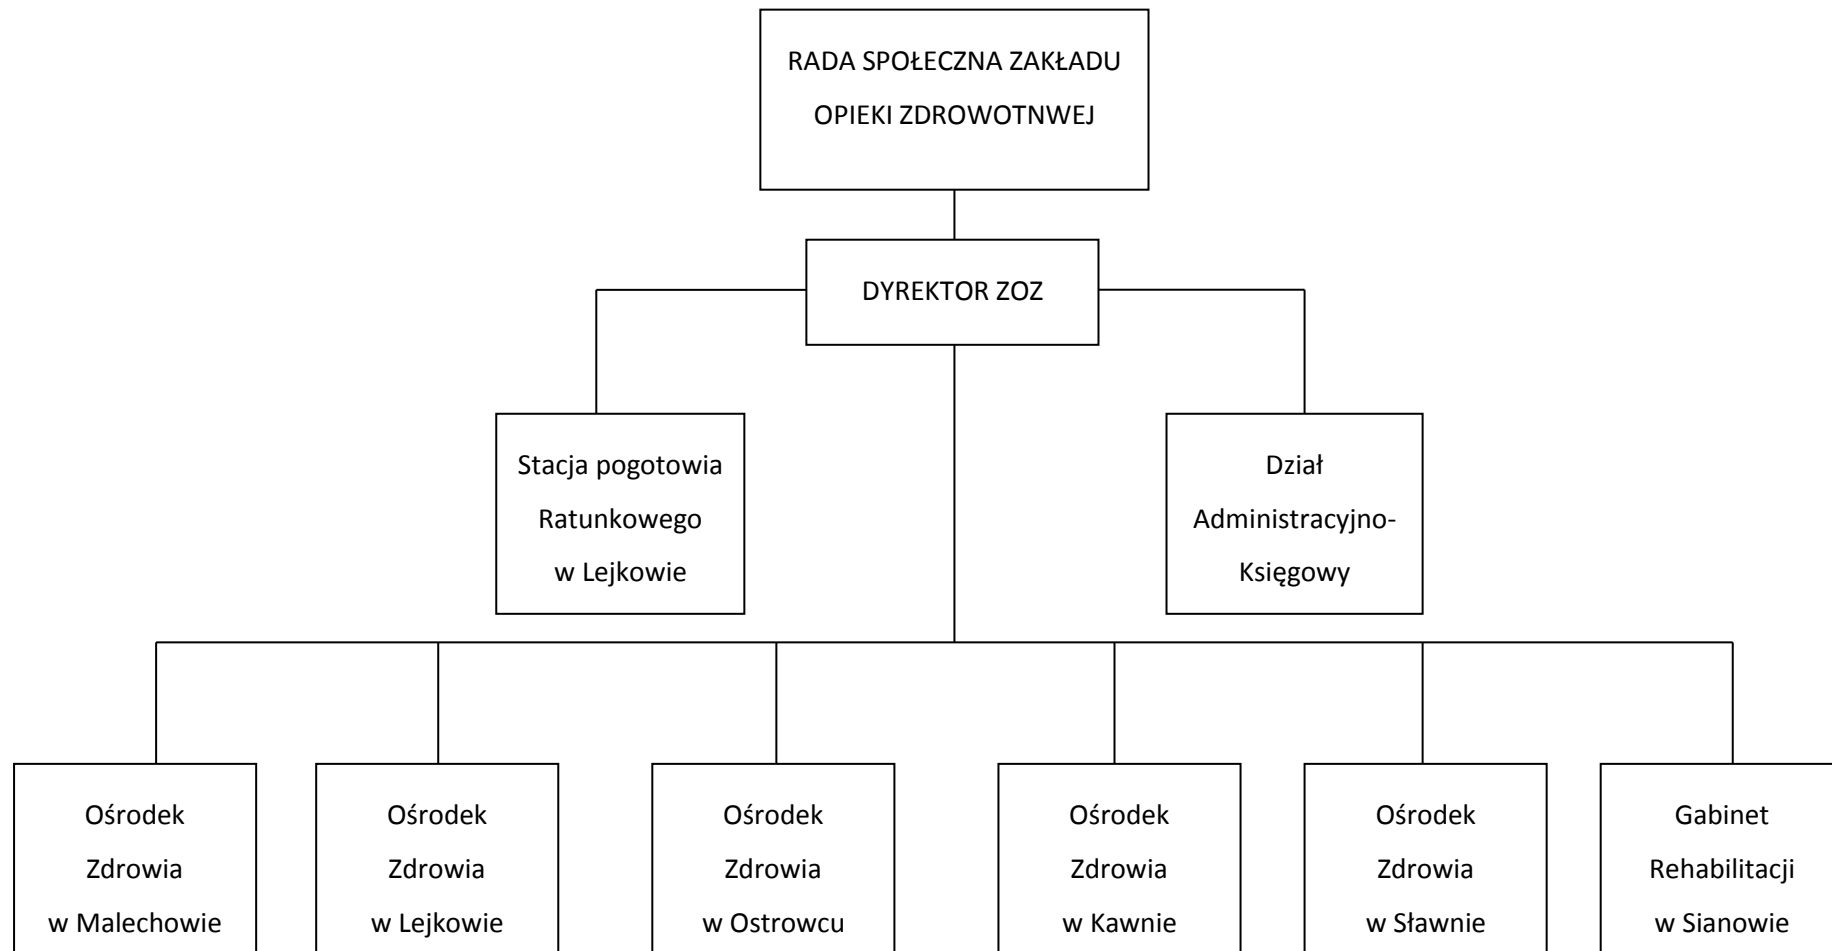 RADA SPOŁECZNA ZAKŁADU
OPIEKI ZDROWOTNWEJ
DYREKTOR ZOZ
Stacja pogotowia
Ratunkowego
w Lejkowie
Dział
Administracyjno-
Księgowy
Ośrodek
Zdrowia
w Malechowie
Ośrodek
Zdrowia
w Lejkowie
Ośrodek
Zdrowia
w Ostrowcu
Ośrodek
Zdrowia
w Kawnie
Ośrodek
Zdrowia
w Sławnie
Gabinet
Rehabilitacji
w Sianowie